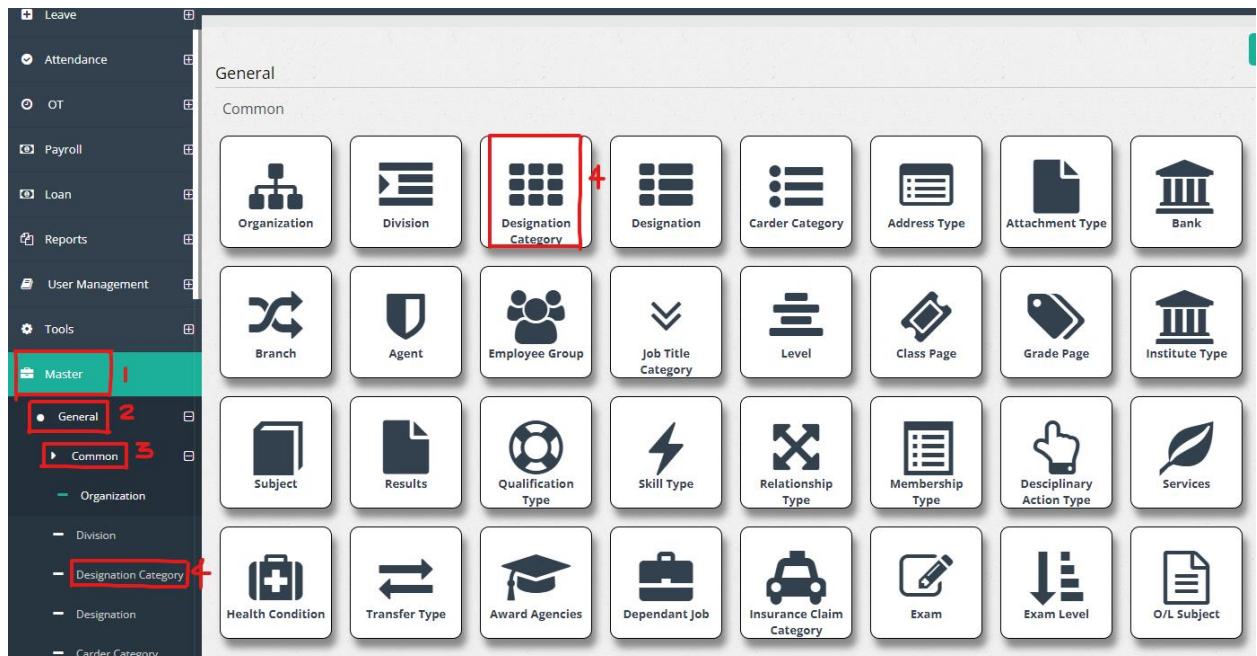 Leave
Attendance
OT
Payroll
Loan
Reports
User Management
Tools
Master 1
General 2
Common 3
Organization
Division
Designation Category 4
Designation
Carder Category
General
Common
Organization
Division
Designation
Category
4
Designation
Carder Category
Address Type
Attachment Type
Bank
Branch
Agent
Employee Group
Job Title
Category
Level
Class Page
Grade Page
Institute Type
Subject
Results
Qualification
Type
Skill Type
Relationship
Type
Membership
Type
Desciplinary
Action Type
Services
Health Condition
Transfer Type
Award Agencies
Dependant Job
Insurance Claim
Category
Exam
Exam Level
O/L Subject